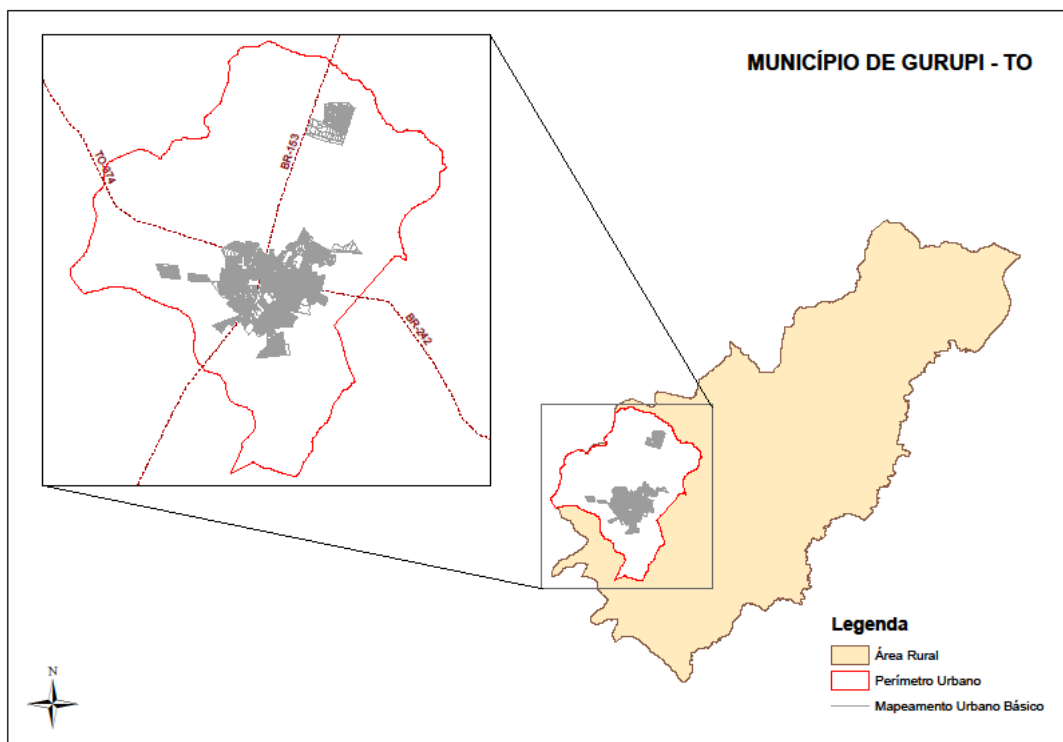 MUNICÍPIO DE GURUPI - TO
BR-153
TO-374
BR-242
Legenda
Área Rural
Perímetro Urbano
Mapeamento Urbano Básico
N